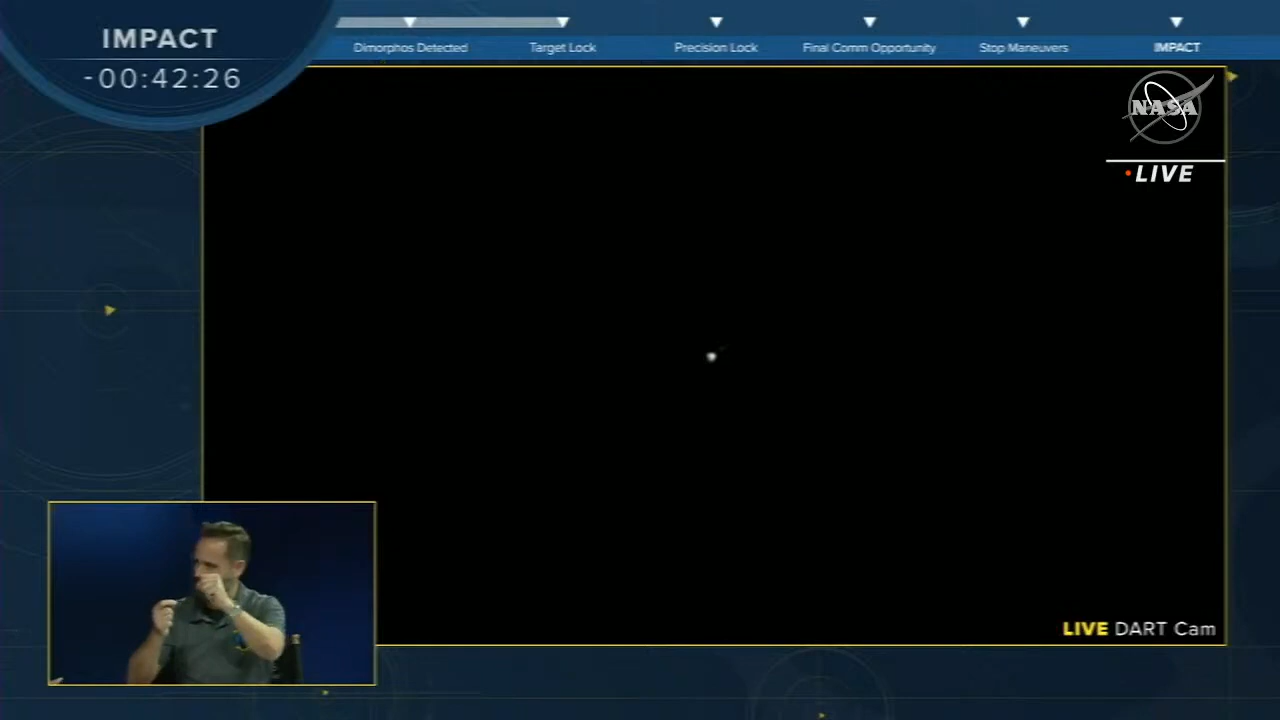 IMPACT
-00:42:26
Dimorphos Detected
Target Lock
Precision Lock
Final Comm Opportunity
Stop Maneuvers
IMPACT
NASA
LIVE
LIVE DART Cam